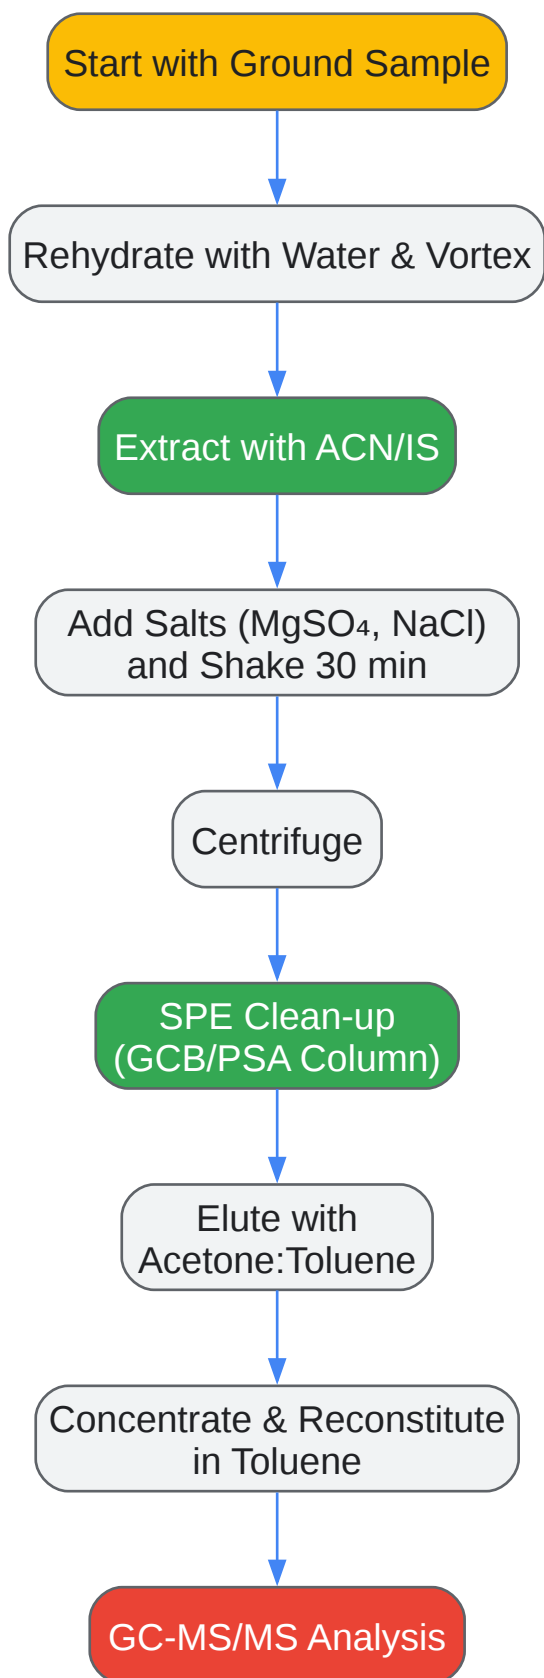 Start with Ground Sample
Rehydrate with Water & Vortex
Extract with ACN/IS
Add Salts (MgSO₄, NaCl)
and Shake 30 min
Centrifuge
SPE Clean-up
(GCB/PSA Column)
Elute with
Acetone:Toluene
Concentrate & Reconstitute
in Toluene
GC-MS/MS Analysis